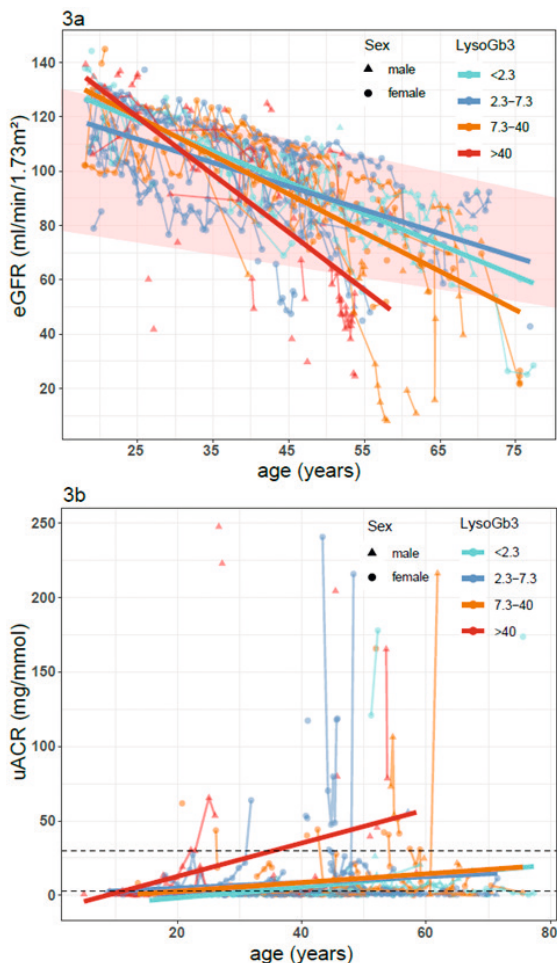 3a
Sex
LysoGb3
male
female
<2.3
2.3–7.3
7.3–40
>40
eGFR (ml/min/1.73m²)
140
120
100
80
60
40
20
25
35
45
55
65
75
age (years)
3b
Sex
LysoGb3
male
female
<2.3
2.3–7.3
7.3–40
>40
uACR (mg/mmol)
250
200
150
100
50
0
20
40
60
80
age (years)